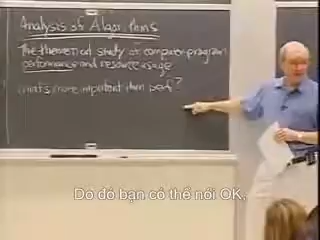 Analysis of Algorithms
The theoretical study of computer-program
performance and resource usage
what's more important than perf?
Do đó bạn có thể nói OK,